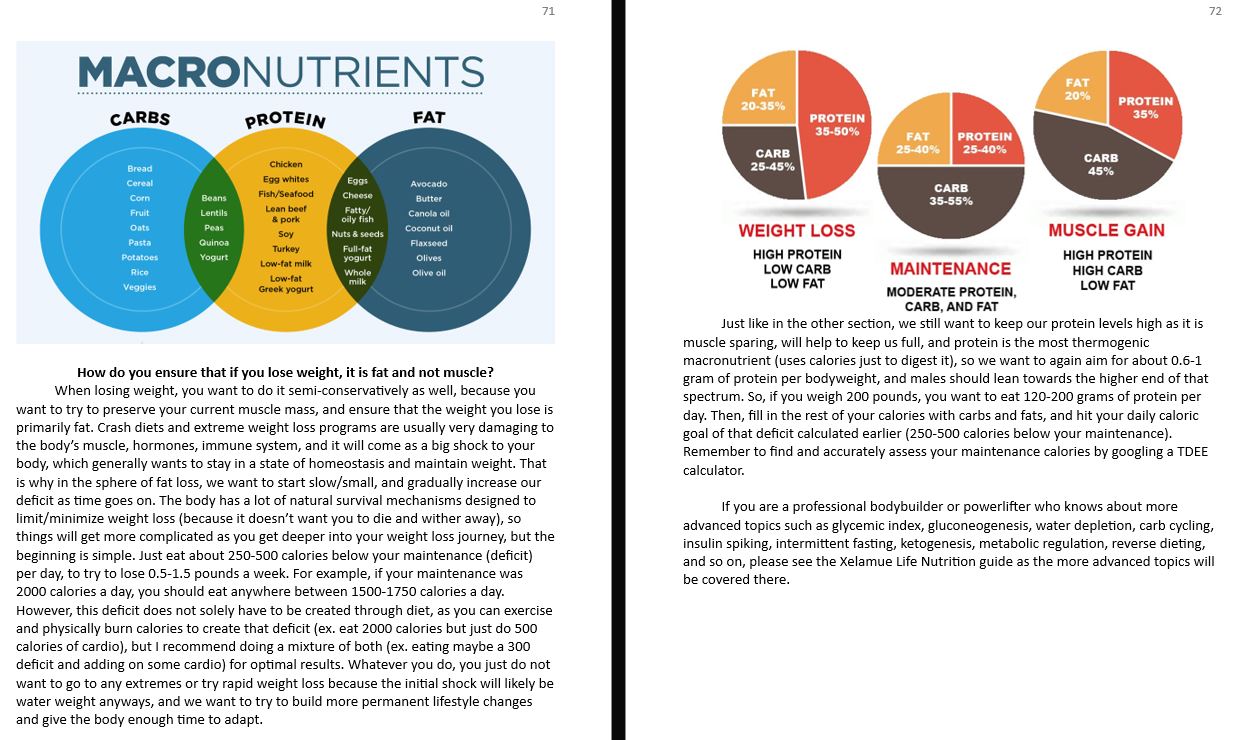 71
MACRONUTRIENTS
CARBS
PROTEIN
FAT
Bread
Cereal
Corn
Fruit
Oats
Pasta
Potatoes
Rice
Veggies
Beans
Lentils
Peas
Quinoa
Yogurt
Chicken
Egg whites
Fish/Seafood
Lean beef
& pork
Soy
Turkey
Low-fat milk
Low-fat
Greek yogurt
Eggs
Cheese
Fatty/
oily fish
Nuts & seeds
Full-fat
yogurt
Whole
milk
Avocado
Butter
Canola oil
Coconut oil
Flaxseed
Olives
Olive oil
How do you ensure that if you lose weight, it is fat and not muscle?
When losing weight, you want to do it semi-conservatively as well, because you
want to try to preserve your current muscle mass, and ensure that the weight you lose is
primarily fat. Crash diets and extreme weight loss programs are usually very damaging to
the body's muscle, hormones, immune system, and it will come as a big shock to your
body, which generally wants to stay in a state of homeostasis and maintain weight. That
is why in the sphere of fat loss, we want to start slow/small, and gradually increase our
deficit as time goes on. The body has a lot of natural survival mechanisms designed to
limit/minimize weight loss (because it doesn't want you to die and wither away), so
things will get more complicated as you get deeper into your weight loss journey, but the
beginning is simple. Just eat about 250-500 calories below your maintenance (deficit)
per day, to try to lose 0.5-1.5 pounds a week. For example, if your maintenance was
2000 calories a day, you should eat anywhere between 1500-1750 calories a day.
However, this deficit does not solely have to be created through diet, as you can exercise
and physically burn calories to create that deficit (ex. eat 2000 calories but just do 500
calories of cardio), but I recommend doing a mixture of both (ex. eating maybe a 300
deficit and adding on some cardio) for optimal results. Whatever you do, you just do not
want to go to any extremes or try rapid weight loss because the initial shock will likely be
water weight anyways, and we want to try to build more permanent lifestyle changes
and give the body enough time to adapt.
72
FAT
20-35%
PROTEIN
35-50%
CARB
25-45%
WEIGHT LOSS
HIGH PROTEIN
LOW CARB
LOW FAT
FAT
25-40%
PROTEIN
25-40%
CARB
35-55%
MAINTENANCE
MODERATE PROTEIN,
CARB, AND FAT
FAT
20%
PROTEIN
35%
CARB
45%
MUSCLE GAIN
HIGH PROTEIN
HIGH CARB
LOW FAT
Just like in the other section, we still want to keep our protein levels high as it is
muscle sparing, will help to keep us full, and protein is the most thermogenic
macronutrient (uses calories just to digest it), so we want to again aim for about 0.6-1
gram of protein per bodyweight, and males should lean towards the higher end of that
spectrum. So, if you weigh 200 pounds, you want to eat 120-200 grams of protein per
day. Then, fill in the rest of your calories with carbs and fats, and hit your daily caloric
goal of that deficit calculated earlier (250-500 calories below your maintenance).
Remember to find and accurately assess your maintenance calories by googling a TDEE
calculator.
If you are a professional bodybuilder or powerlifter who knows about more
advanced topics such as glycemic index, gluconeogenesis, water depletion, carb cycling,
insulin spiking, intermittent fasting, ketogenesis, metabolic regulation, reverse dieting,
and so on, please see the Xelamue Life Nutrition guide as the more advanced topics will
be covered there.